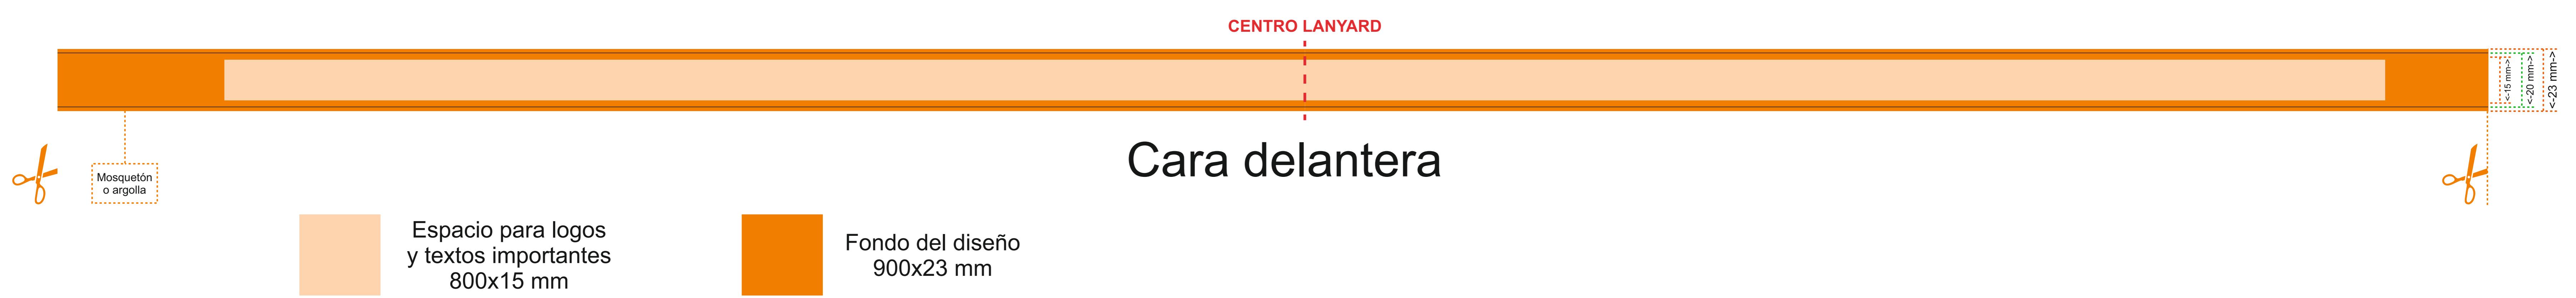 CENTRO LANYARD
<-15 mm->
<-20 mm->
<-23 mm->
Cara delantera
Mosquetón
o argolla
Espacio para logos
y textos importantes
800x15 mm
Fondo del diseño
900x23 mm